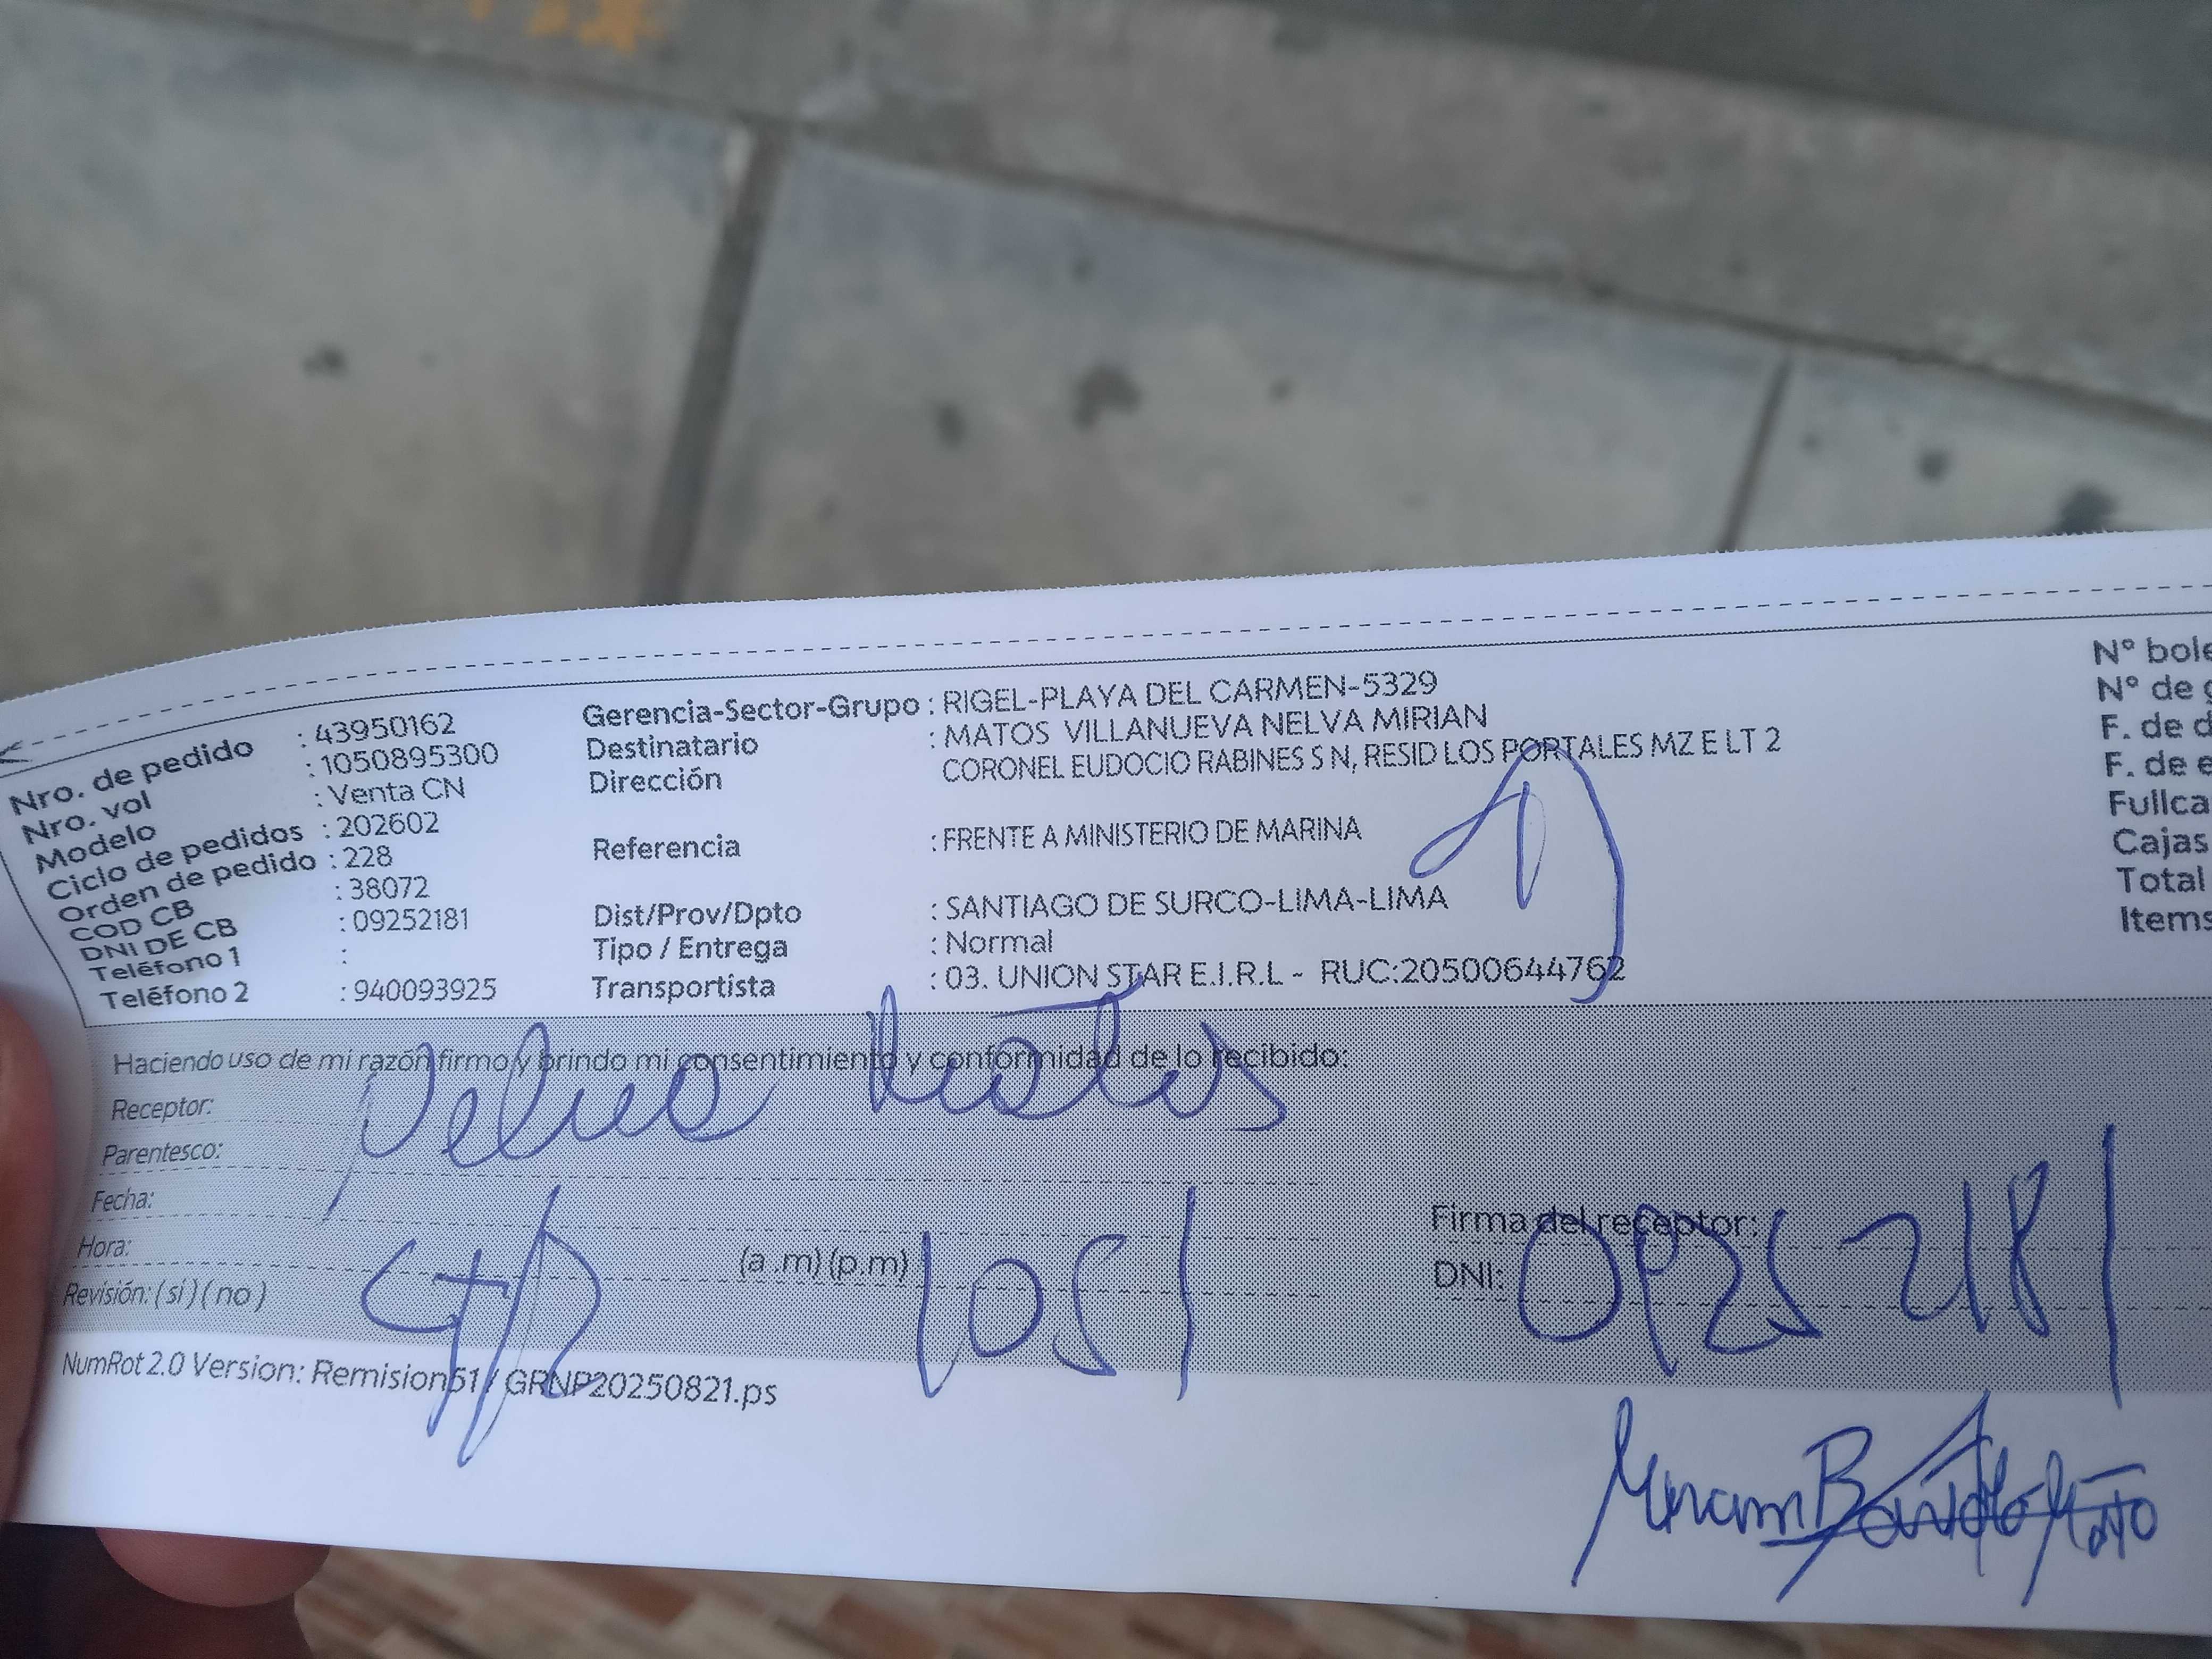 Nro. de pedido : 43950162
Nro. vol : 1050895300
Modelo : Venta CN
Ciclo de pedidos : 202602
Orden de pedido : 228
COD CB : 38072
DNI DE CB : 09252181
Teléfono 1 :
Teléfono 2 : 940093925
Gerencia-Sector-Grupo : RIGEL-PLAYA DEL CARMEN-5329
Destinatario : MATOS VILLANUEVA NELVA MIRIAN
Dirección CORONEL EUDOCIO RABINES S N, RESID LOS PORTALES MZ E LT 2
Referencia : FRENTE A MINISTERIO DE MARINA
Dist/Prov/Dpto : SANTIAGO DE SURCO-LIMA-LIMA
Tipo / Entrega : Normal
Transportista : 03. UNION STAR E.I.R.L - RUC:20500644762
N° bole
N° de g
F. de d
F. de e
Fullca
Cajas
Total
Items
Haciendo uso de mi razón firmo y brindo mi consentimiento y conformidad de lo recibido:
Receptor: Nelva Matos
Parentesco:
Fecha:
Hora: (a .m) (p.m) 1051
Revisión: ( si ) ( no )
Firma del receptor:
DNI: 09252181
NumRot 2.0 Version: Remision51 / GRNP20250821.ps